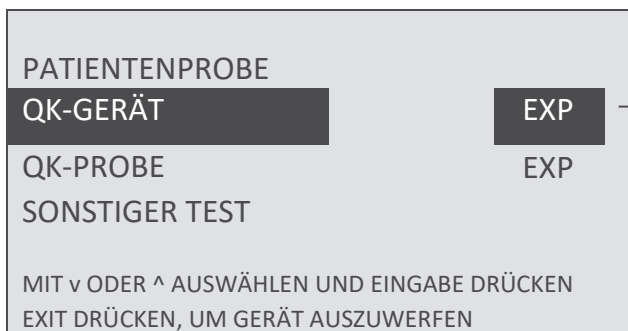 PATIENTENPROBE
QK-GERÄT EXP
QK-PROBE EXP
SONSTIGER TEST
MIT v ODER ^ AUSWÄHLEN UND EINGABE DRÜCKEN
EXIT DRÜCKEN, UM GERÄT AUSZUWERFEN